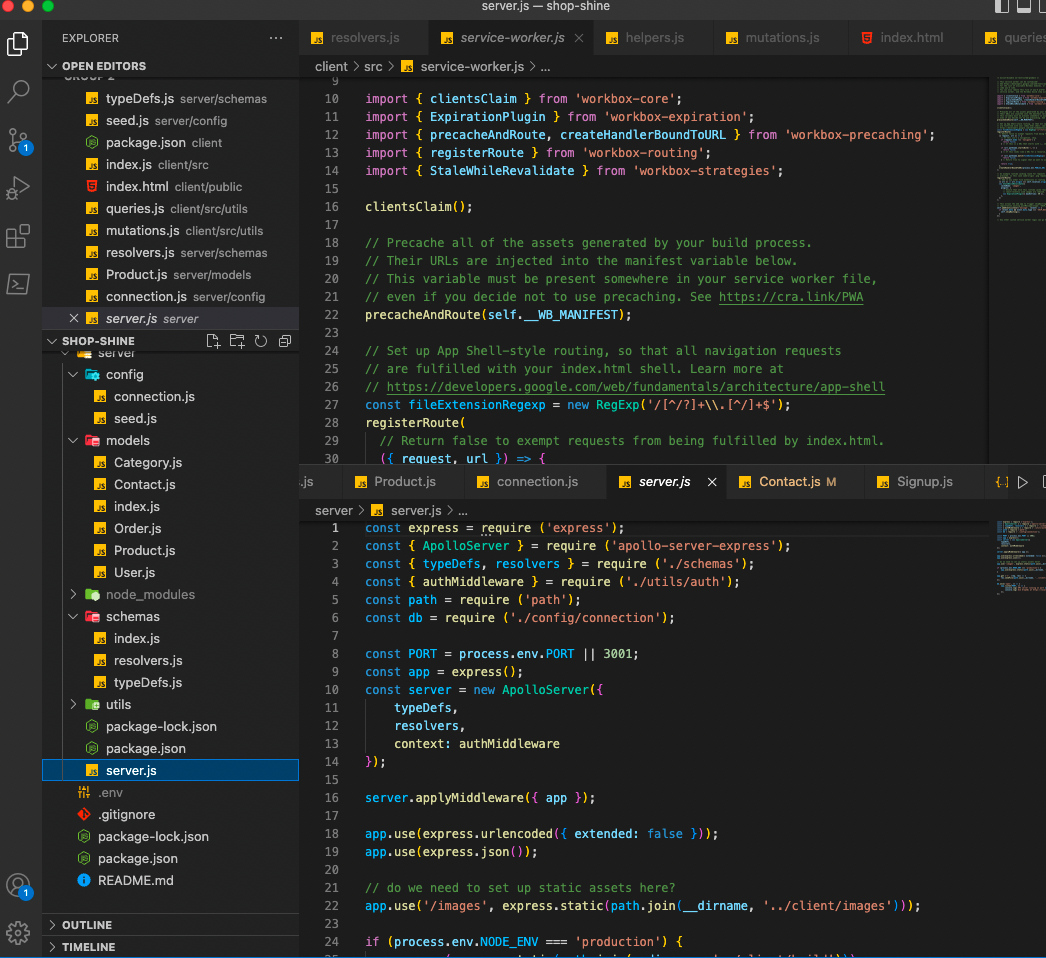 server.js — shop-shine
EXPLORER
OPEN EDITORS
GROUP 2
typeDefs.js server/schemas
seed.js server/config
package.json client
index.js client/src
index.html client/public
queries.js client/src/utils
mutations.js client/src/utils
resolvers.js server/schemas
Product.js server/models
connection.js server/config
server.js server
SHOP-SHINE
server
config
connection.js
seed.js
models
Category.js
Contact.js
index.js
Order.js
Product.js
User.js
node_modules
schemas
index.js
resolvers.js
typeDefs.js
utils
package-lock.json
package.json
server.js
.env
.gitignore
package-lock.json
package.json
README.md
OUTLINE
TIMELINE
1
1
resolvers.js
service-worker.js
helpers.js
mutations.js
index.html
queries
client > src > service-worker.js > ...
9
10 import { clientsClaim } from 'workbox-core';
11 import { ExpirationPlugin } from 'workbox-expiration';
12 import { precacheAndRoute, createHandlerBoundToURL } from 'workbox-precaching';
13 import { registerRoute } from 'workbox-routing';
14 import { StaleWhileRevalidate } from 'workbox-strategies';
15
16 clientsClaim();
17
18 // Precache all of the assets generated by your build process.
19 // Their URLs are injected into the manifest variable below.
20 // This variable must be present somewhere in your service worker file,
21 // even if you decide not to use precaching. See https://cra.link/PWA
22 precacheAndRoute(self.__WB_MANIFEST);
23
24 // Set up App Shell-style routing, so that all navigation requests
25 // are fulfilled with your index.html shell. Learn more at
26 // https://developers.google.com/web/fundamentals/architecture/app-shell
27 const fileExtensionRegexp = new RegExp('/[^/?]+\\.[^/]+$');
28 registerRoute(
29 // Return false to exempt requests from being fulfilled by index.html.
30 ({ request, url }) => {
.js
Product.js
connection.js
server.js
Contact.js M
Signup.js
server > server.js > ...
1 const express = require ('express');
2 const { ApolloServer } = require ('apollo-server-express');
3 const { typeDefs, resolvers } = require ('./schemas');
4 const { authMiddleware } = require ('./utils/auth');
5 const path = require ('path');
6 const db = require ('./config/connection');
7
8 const PORT = process.env.PORT || 3001;
9 const app = express();
10 const server = new ApolloServer({
11 typeDefs,
12 resolvers,
13 context: authMiddleware
14 });
15
16 server.applyMiddleware({ app });
17
18 app.use(express.urlencoded({ extended: false }));
19 app.use(express.json());
20
21 // do we need to set up static assets here?
22 app.use('/images', express.static(path.join(__dirname, '../client/images')));
23
24 if (process.env.NODE_ENV === 'production') {